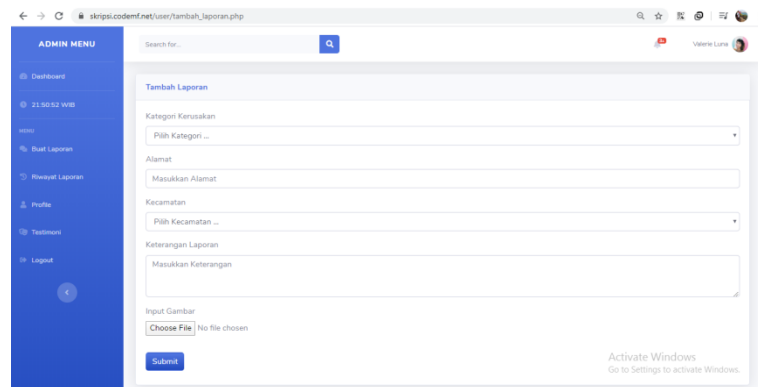 skripsi.codemf.net/user/tambah_laporan.php
ADMIN MENU
Search for...
Valerie Luna
Dashboard
21:50:52 WIB
MENU
Buat Laporan
Riwayat Laporan
Profile
Testimoni
Logout
Tambah Laporan
Kategori Kerusakan
Pilih Kategori ...
Alamat
Masukkan Alamat
Kecamatan
Pilih Kecamatan ...
Keterangan Laporan
Masukkan Keterangan
Input Gambar
Choose File No file chosen
Submit
Activate Windows
Go to Settings to activate Windows.